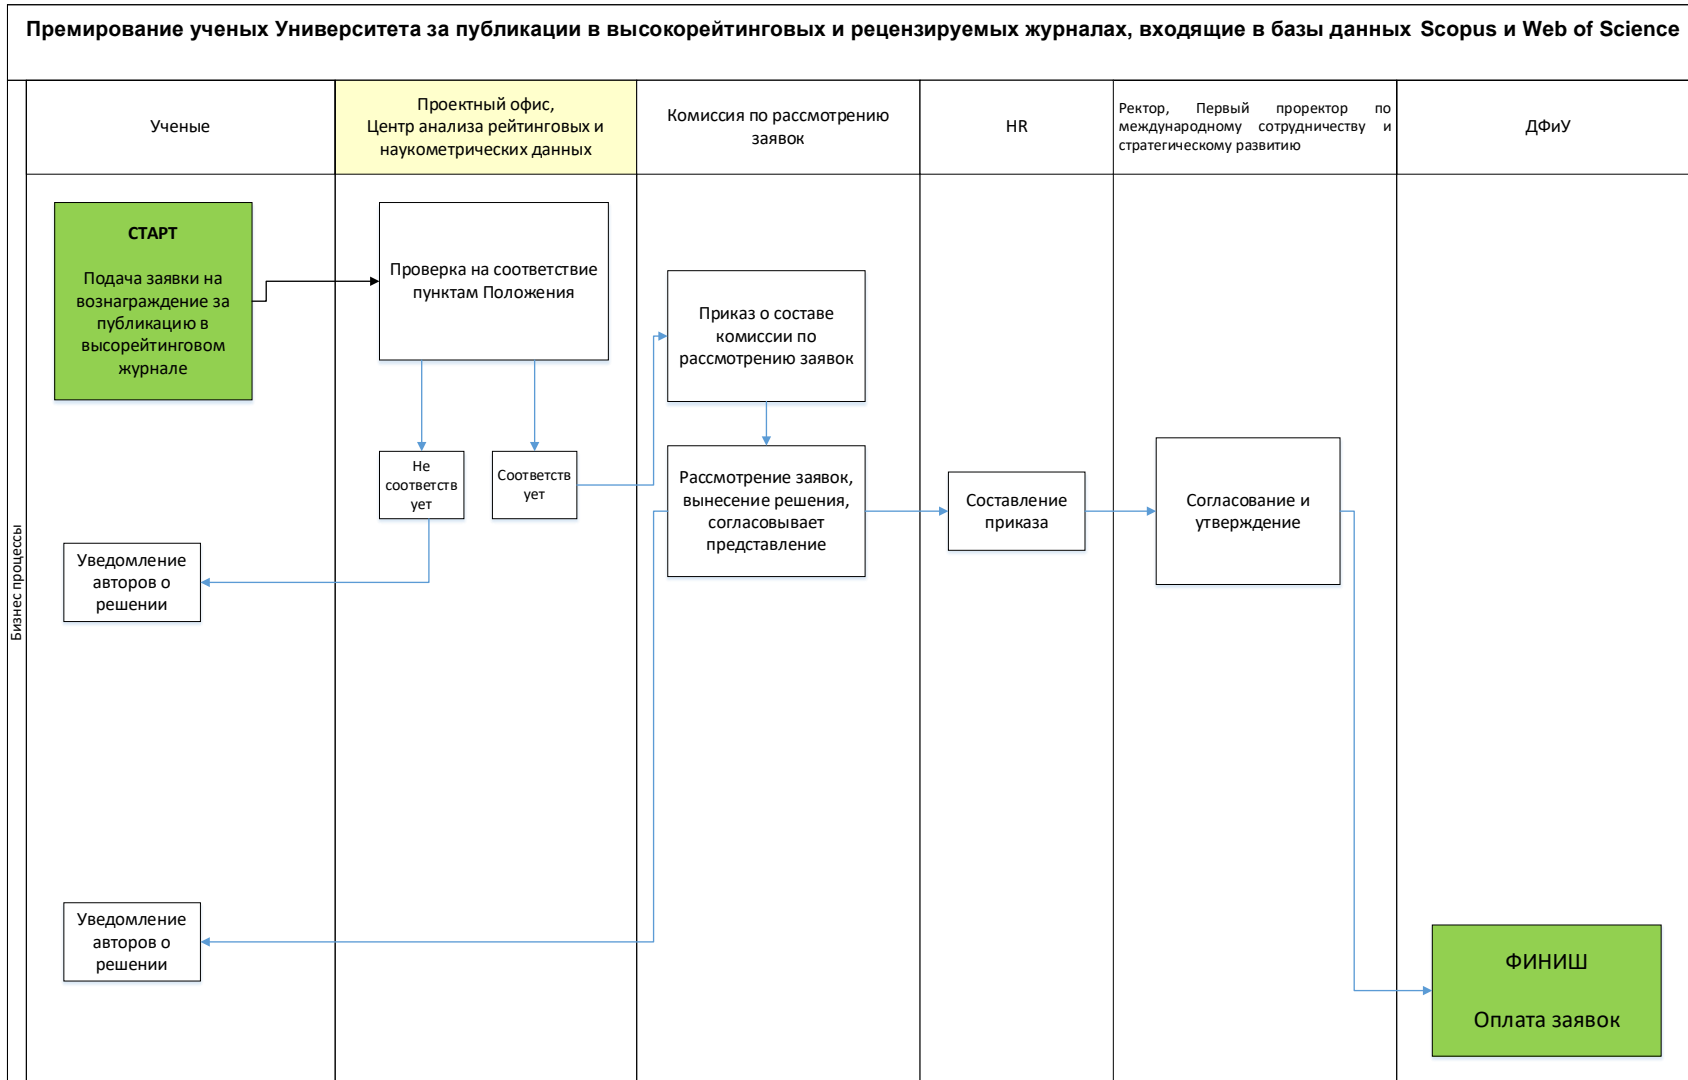 Премирование ученых Университета за публикации в высокорейтинговых и рецензируемых журналах, входящие в базы данных Scopus и Web of Science
Бизнес процессы
Ученые
Проектный офис,
Центр анализа рейтинговых и
наукометрических данных
Комиссия по рассмотрению
заявок
HR
Ректор, Первый проректор по
международному сотрудничеству и
стратегическому развитию
ДФиУ
СТАРТ
Подача заявки на
вознаграждение за
публикацию в
высорейтинговом
журнале
Проверка на соответствие
пунктам Положения
Приказ о составе
комиссии по
рассмотрению заявок
Не
соответств
ует
Соответств
ует
Рассмотрение заявок,
вынесение решения,
согласовывает
представление
Составление
приказа
Согласование и
утверждение
Уведомление
авторов о
решении
Уведомление
авторов о
решении
ФИНИШ
Оплата заявок